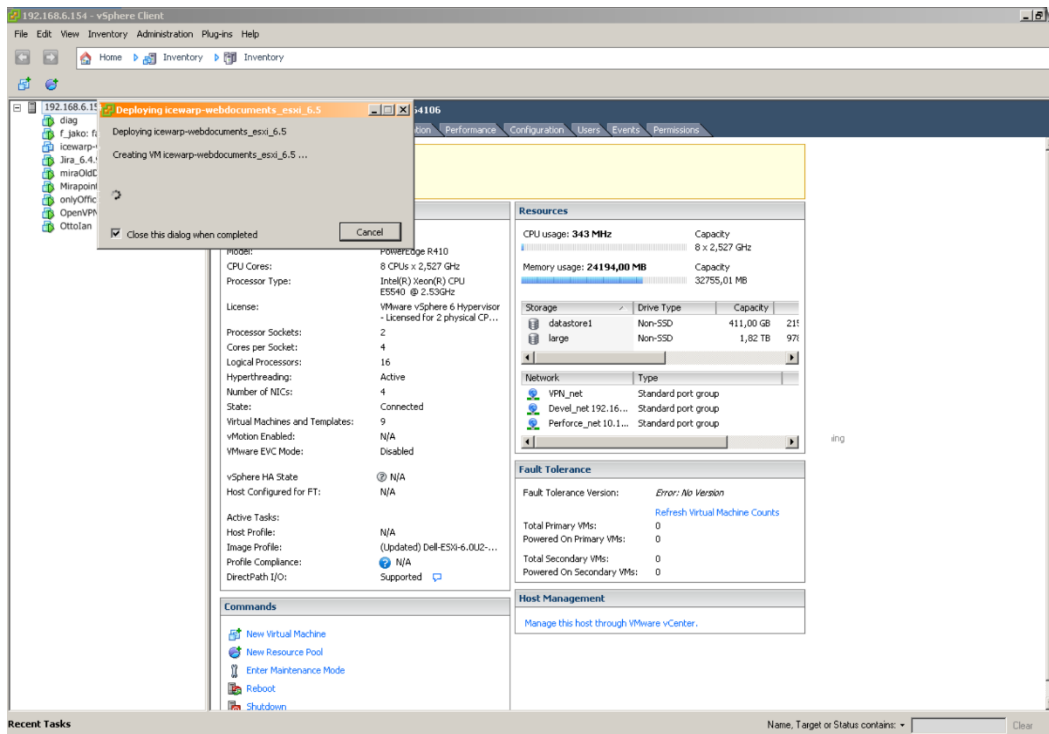 192.168.6.154 - vSphere Client
File Edit View Inventory Administration Plug-ins Help
Home Inventory Inventory
192.168.6.15
diag
f_jako: fa
icewarp-
Jira_6.4.
miraOldD
Mirapoin
onlyOffic
OpenVPN
OttoIan
Deploying icewarp-webdocuments_esxi_6.5
Deploying icewarp-webdocuments_esxi_6.5
Creating VM icewarp-webdocuments_esxi_6.5 ...
Close this dialog when completed
Cancel
54106
tion Performance Configuration Users Events Permissions
Model: PowerEdge R410
CPU Cores: 8 CPUs x 2,527 GHz
Processor Type: Intel(R) Xeon(R) CPU
E5540 @ 2.53GHz
License: VMware vSphere 6 Hypervisor
- Licensed for 2 physical CP...
Processor Sockets: 2
Cores per Socket: 4
Logical Processors: 16
Hyperthreading: Active
Number of NICs: 4
State: Connected
Virtual Machines and Templates: 9
vMotion Enabled: N/A
VMware EVC Mode: Disabled
vSphere HA State N/A
Host Configured for FT: N/A
Active Tasks:
Host Profile: N/A
Image Profile: (Updated) Dell-ESXi-6.0U2-...
Profile Compliance: N/A
DirectPath I/O: Supported
Commands
New Virtual Machine
New Resource Pool
Enter Maintenance Mode
Reboot
Shutdown
Resources
CPU usage: 343 MHz Capacity
8 x 2,527 GHz
Memory usage: 24194,00 MB Capacity
32755,01 MB
Storage Drive Type Capacity
datastore1 Non-SSD 411,00 GB 215
large Non-SSD 1,82 TB 978
Network Type
VPN_net Standard port group
Devel_net 192.16... Standard port group
Perforce_net 10.1... Standard port group
ing
Fault Tolerance
Fault Tolerance Version: Error: No Version
Refresh Virtual Machine Counts
Total Primary VMs: 0
Powered On Primary VMs: 0
Total Secondary VMs: 0
Powered On Secondary VMs: 0
Host Management
Manage this host through VMware vCenter.
Recent Tasks
Name, Target or Status contains: Clear